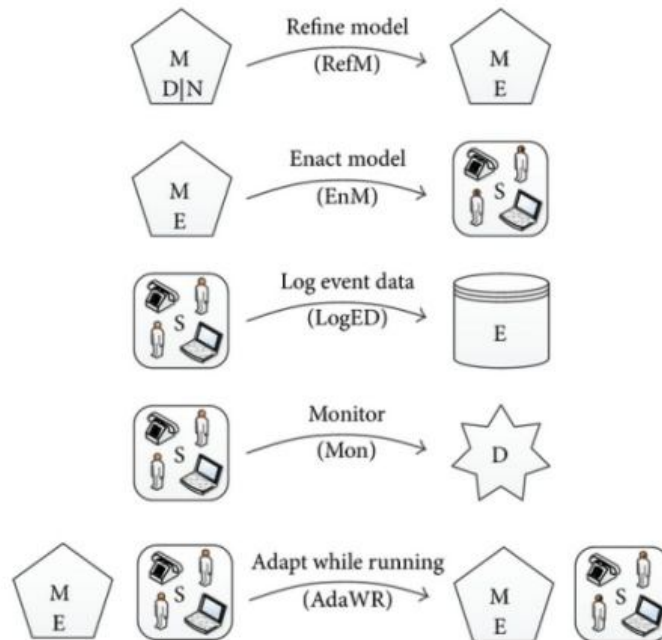 M Refine model M
D|N (RefM) E
M Enact model S
E (EnM)
S Log event data E
(LogED)
S Monitor D
(Mon)
M S Adapt while running M S
E (AdaWR) E